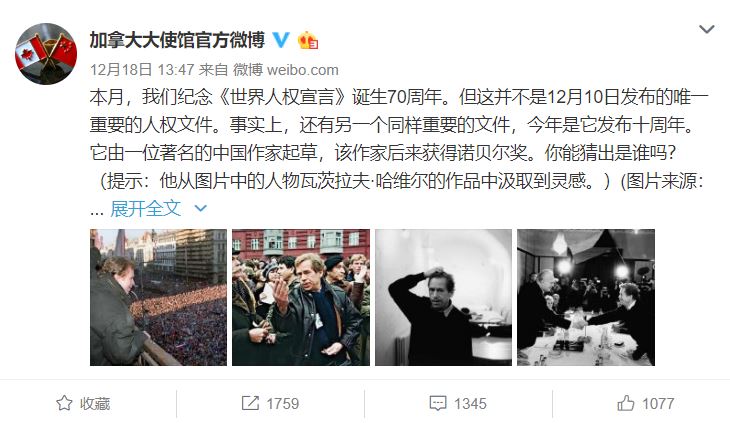 加拿大大使馆官方微博
12月18日 13:47 来自 微博 weibo.com
本月，我们纪念《世界人权宣言》诞生70周年。但这并不是12月10日发布的唯一
重要的人权文件。事实上，还有另一个同样重要的文件，今年是它发布十周年。
它由一位著名的中国作家起草，该作家后来获得诺贝尔奖。你能猜出是谁吗？
（提示：他从图片中的人物瓦茨拉夫·哈维尔的作品中汲取到灵感。）(图片来源：
... 展开全文
收藏
1759
1345
1077